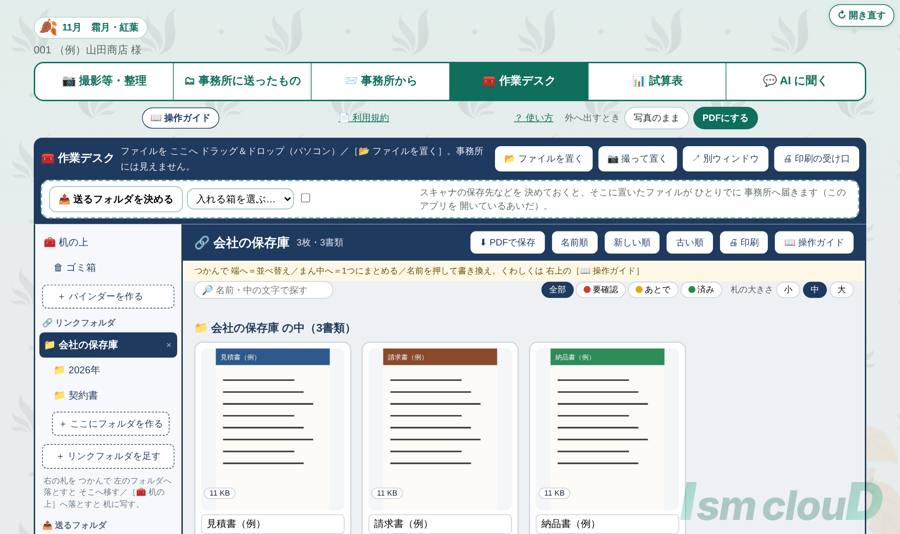 🍂 11月 霜月・紅葉
↻ 開き直す
001 （例）山田商店 様
📷 撮影等・整理
🗂 事務所に送ったもの
📨 事務所から
🧰 作業デスク
📊 試算表
💬 AI に聞く
📖 操作ガイド
📄 利用規約
？ 使い方
外へ出すとき
写真のまま
PDFにする
🧰 作業デスク
ファイルを ここへ ドラッグ＆ドロップ（パソコン）／［📂 ファイルを置く］。事務所
には見えません。
📂 ファイルを置く
📷 撮って置く
↗ 別ウィンドウ
🖨 印刷の受け口
📤 送るフォルダを決める
入れる箱を選ぶ…
スキャナの保存先などを 決めておくと、そこに置いたファイルが ひとりでに 事務所へ届きます（この
アプリを 開いているあいだ）。
🧰 机の上
🗑 ゴミ箱
＋ バインダーを作る
🔗 リンクフォルダ
📁 会社の保存庫 ×
📁 2026年
📁 契約書
＋ ここにフォルダを作る
＋ リンクフォルダを足す
右の札を つかんで 左のフォルダへ
落とすと そこへ移す／［🧰 机の
上］へ落とすと 机に写す。
📤 送るフォルダ
🔗 会社の保存庫 3枚・3書類
⬇ PDFで保存
名前順
新しい順
古い順
🖨 印刷
📖 操作ガイド
つかんで 端へ＝並べ替え／まん中へ＝1つにまとめる／名前を押して書き換え。くわしくは 右上の［📖 操作ガイド］
🔎 名前・中の文字で探す
全部
要確認
あとで
済み
札の大きさ
小
中
大
📁 会社の保存庫 の中（3書類）
見積書（例）
11 KB
見積書（例）
請求書（例）
11 KB
請求書（例）
納品書（例）
11 KB
納品書（例）
Ism clouD